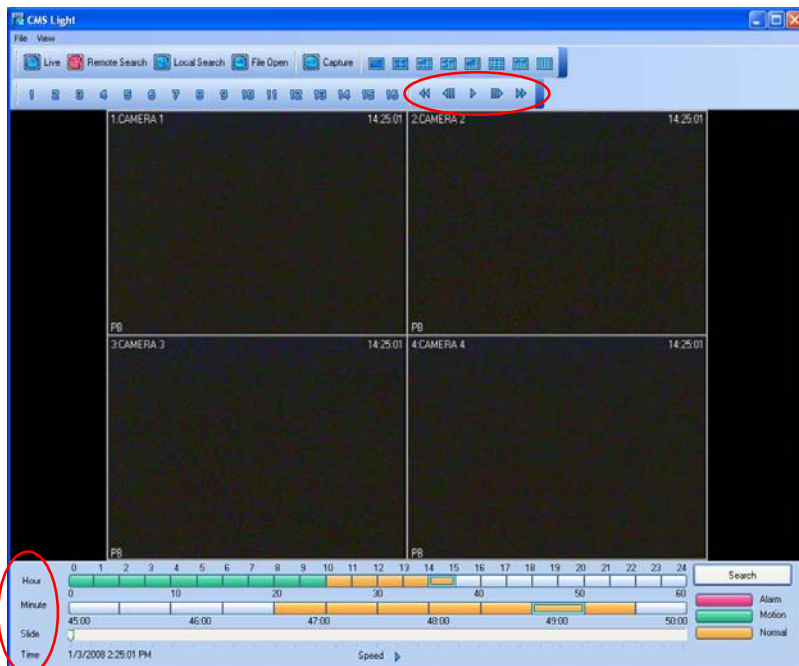 CMS Light
File View
Live Remote Search Local Search File Open Capture
1 2 3 4 5 6 7 8 9 10 11 12 13 14 15 16
1:CAMERA 1 14:25:01 2:CAMERA 2 14:25:01
PB PB
3:CAMERA 3 14:25:01 4:CAMERA 4 14:25:01
PB PB
0 1 2 3 4 5 6 7 8 9 10 11 12 13 14 15 16 17 18 19 20 21 22 23 24
Hour Search
0 10 20 30 40 50 60
Minute Alarm
45:00 46:00 47:00 48:00 49:00 50:00 Motion
Slide Normal
Time 1/3/2008 2:25:01 PM Speed